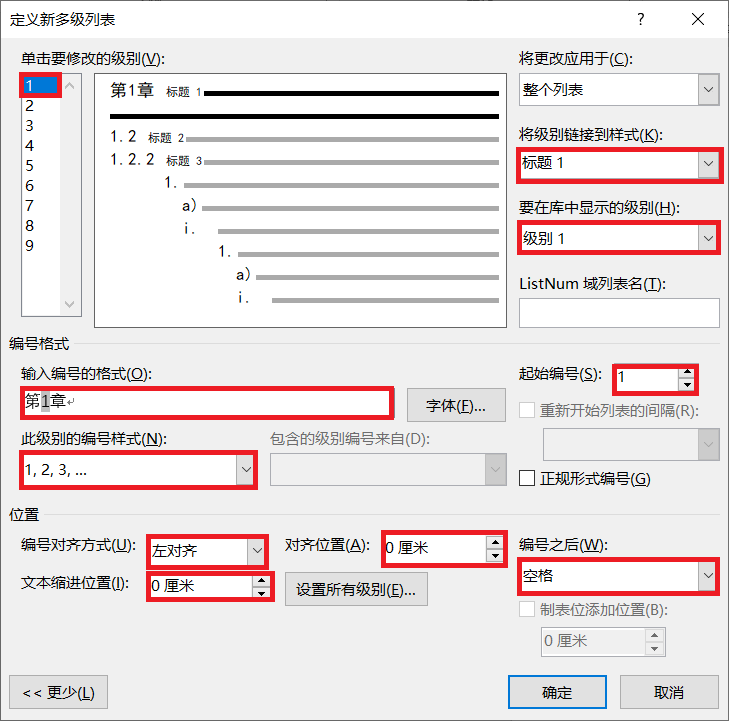 定义新多级列表
单击要修改的级别(V):
1
2
3
4
5
6
7
8
9
第1章 标题 1
1.2 标题 2
1.2.2 标题 3
1.
a)
i.
1.
a)
i.
将更改应用于(C):
整个列表
将级别链接到样式(K):
标题 1
要在库中显示的级别(H):
级别 1
ListNum 域列表名(T):
编号格式
输入编号的格式(O):
第1章
字体(F)...
起始编号(S): 1
重新开始列表的间隔(R):
此级别的编号样式(N):
1, 2, 3, ...
包含的级别编号来自(D):
正规形式编号(G)
位置
编号对齐方式(U): 左对齐
对齐位置(A): 0 厘米
编号之后(W):
空格
文本缩进位置(I): 0 厘米
设置所有级别(E)...
制表位添加位置(B):
0 厘米
<< 更少(L)
确定
取消